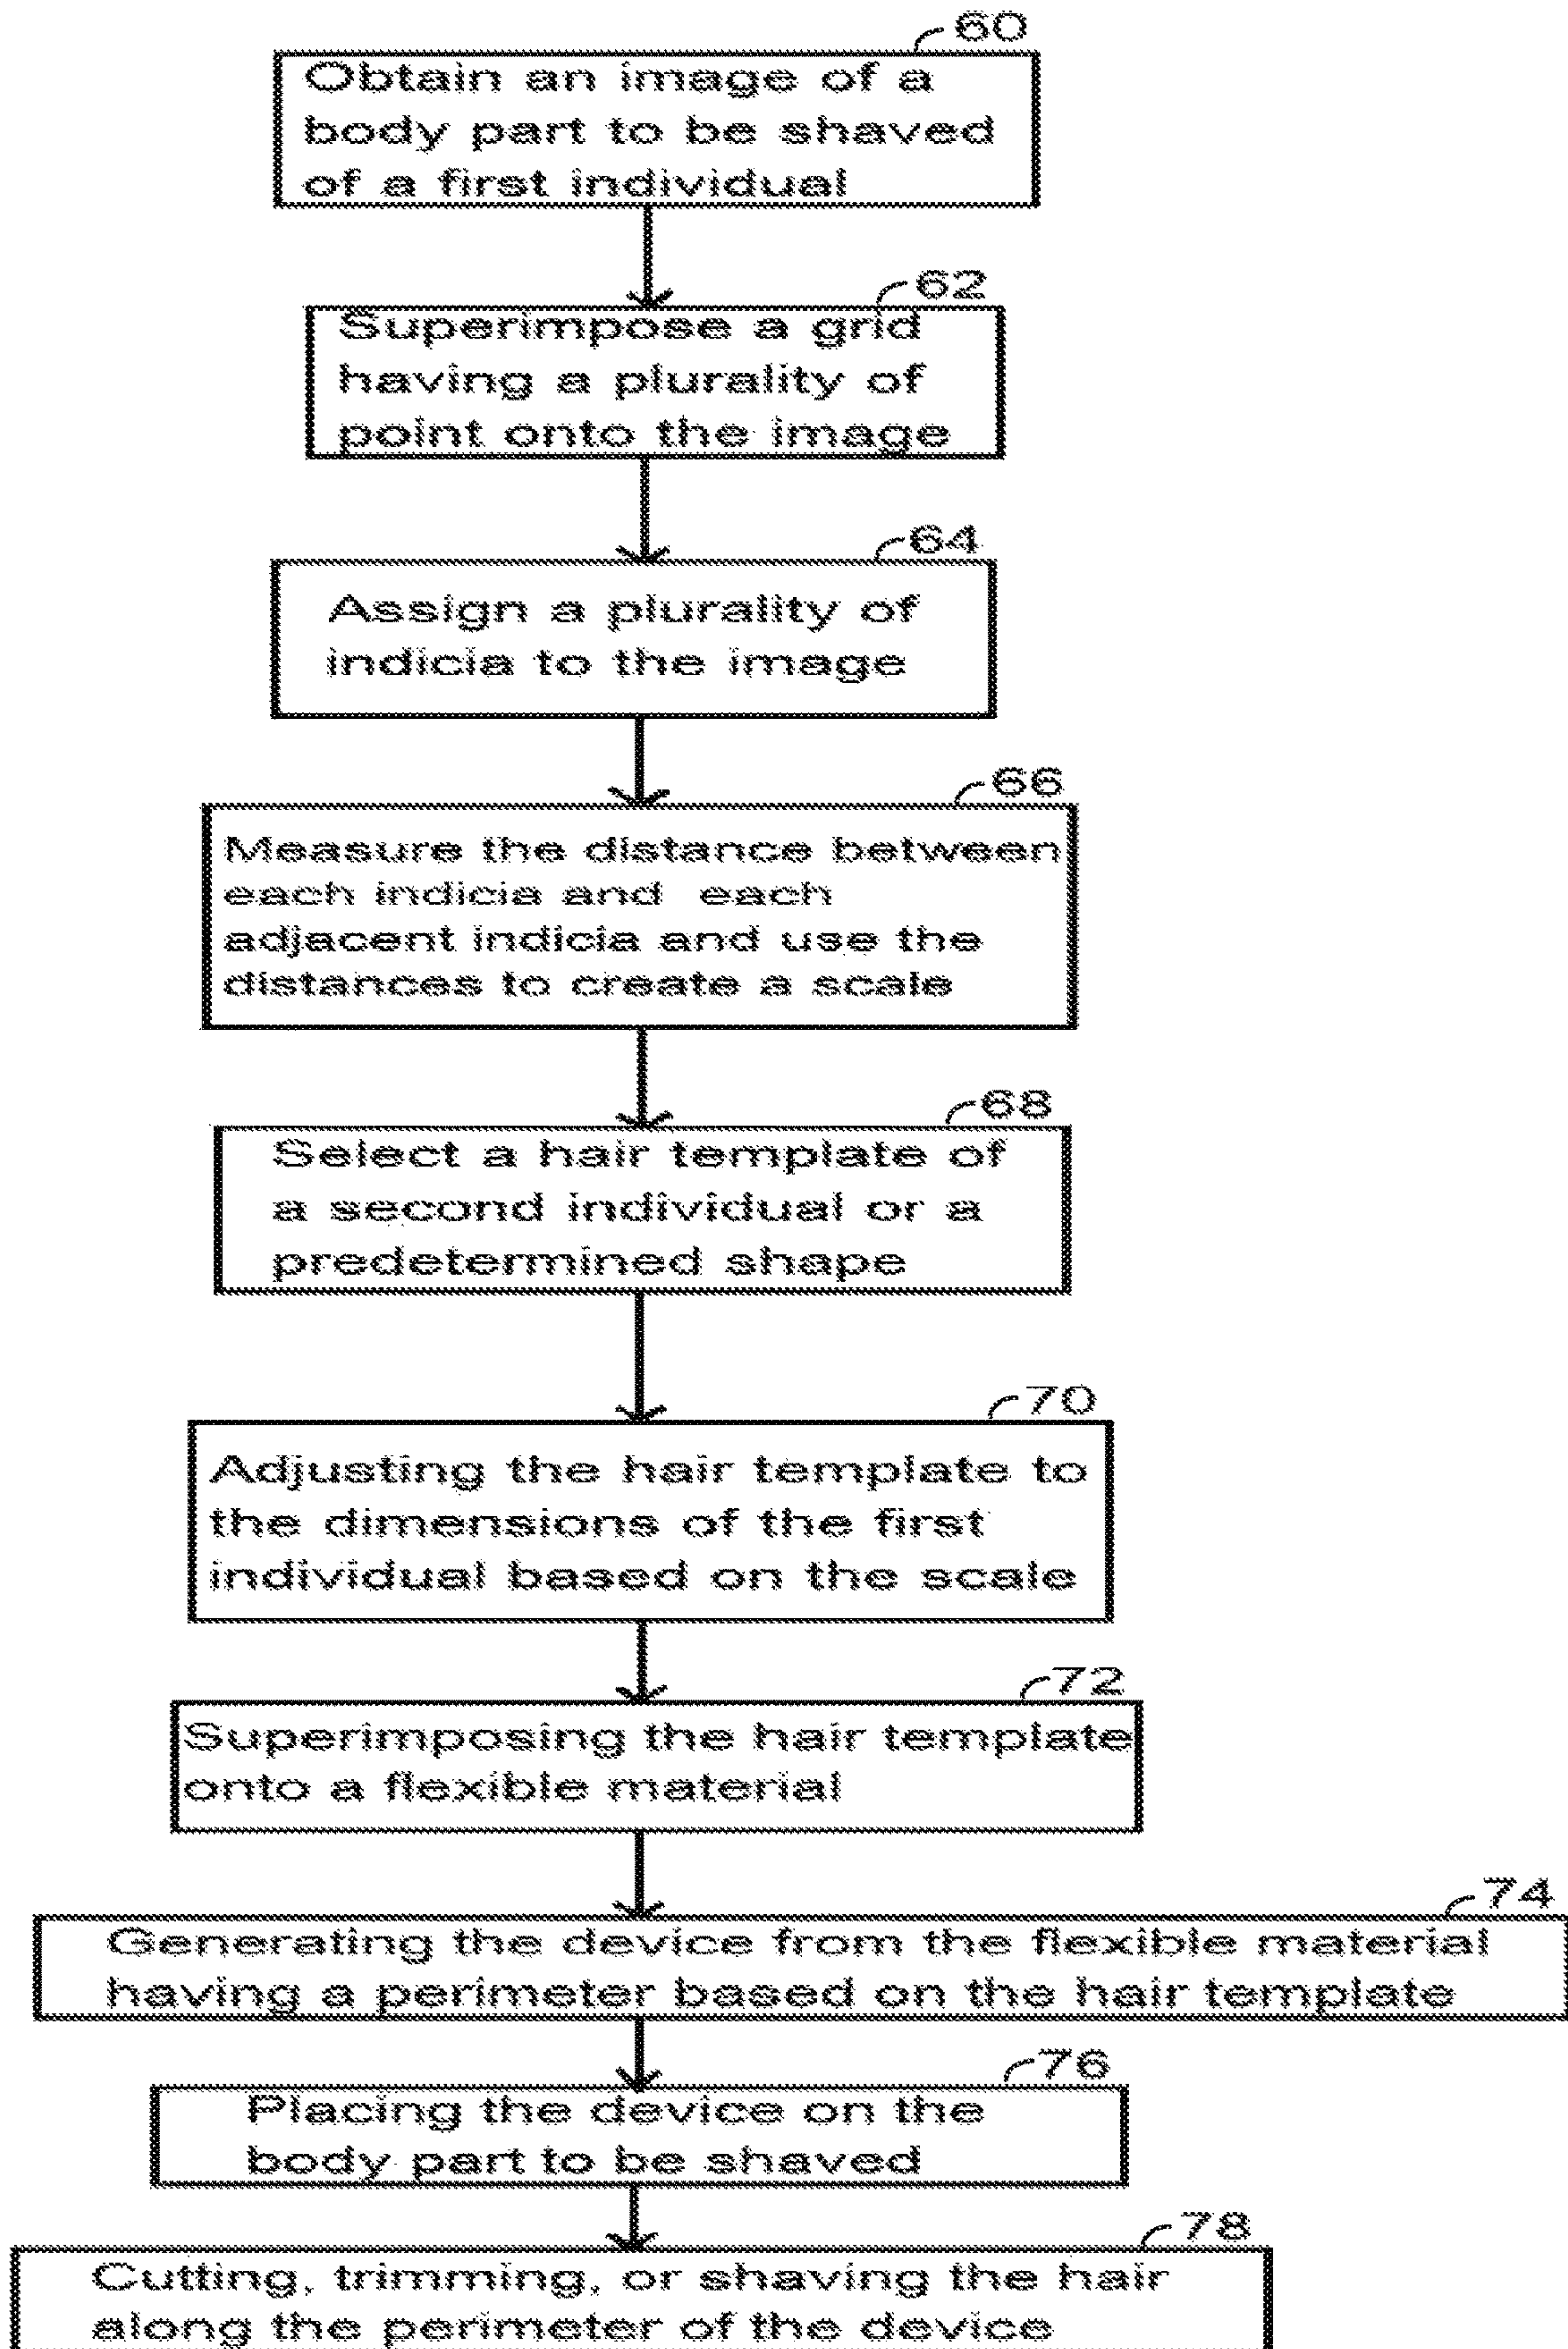 60
Obtain an image of a
body part to be shaved
of a first individual
62
Superimpose a grid
having a plurality of
point onto the image
64
Assign a plurality of
indicia to the image
66
Measure the distance between
each indicia and each
adjacent indicia and use the
distances to create a scale
68
Select a hair template of
a second individual or a
predetermined shape
70
Adjusting the hair template to
the dimensions of the first
individual based on the scale
72
Superimposing the hair template
onto a flexible material
74
Generating the device from the flexible material
having a perimeter based on the hair template
76
Placing the device on the
body part to be shaved
78
Cutting, trimming, or shaving the hair
along the perimeter of the device